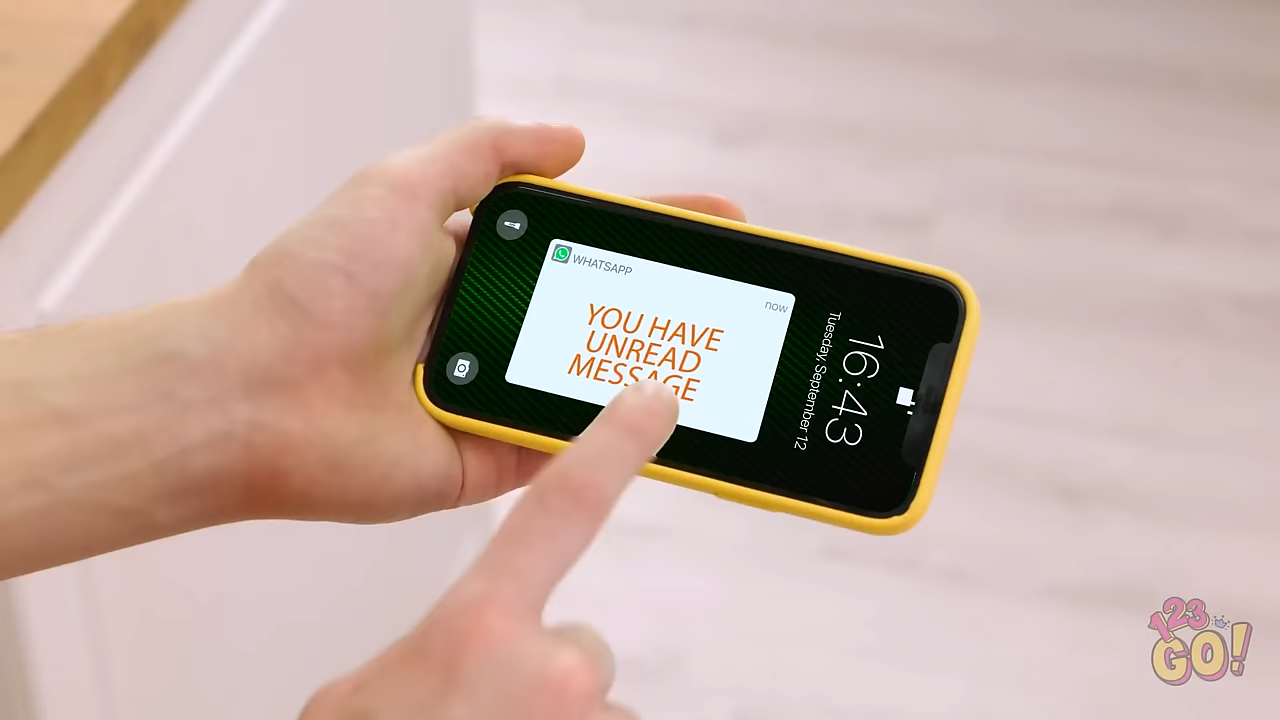 WHATSAPP
now
YOU HAVE
UNREAD
MESSAGE
16:43
Tuesday, September 12
123
GO!